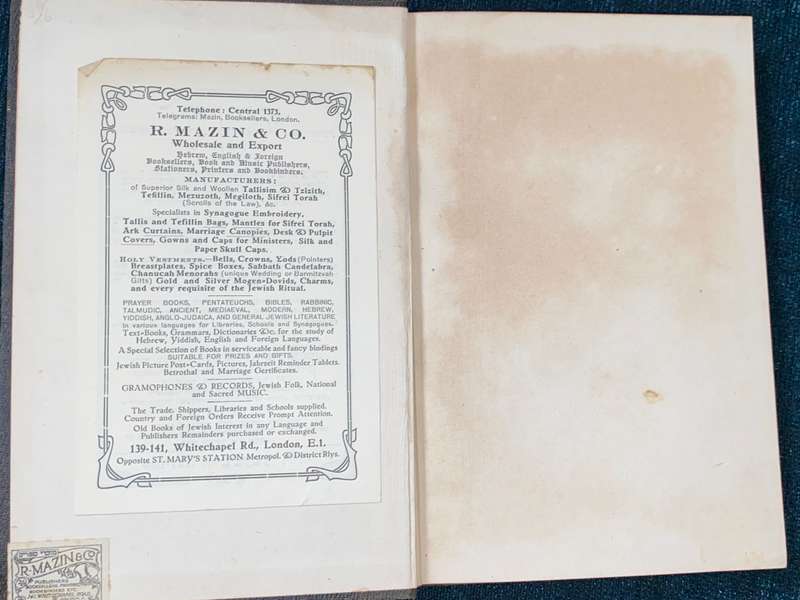 Telephone: Central 1373.
Telegrams: Mazin, Booksellers, London.
R. MAZIN & CO.
Wholesale and Export
Hebrew, English & Foreign
Booksellers, Book and Music Publishers,
Stationers, Printers and Bookbinders.
MANUFACTURERS:
of Superior Silk and Woollen Tallisim & Tzizith,
Tefillin, Mezuzoth, Megiloth, Sifrei Torah
(Scrolls of the Law), &c.
Specialists in Synagogue Embroidery.
Tallis and Tefillin Bags, Mantles for Sifrei Torah,
Ark Curtains, Marriage Canopies, Desk & Pulpit
Covers, Gowns and Caps for Ministers, Silk and
Paper Skull Caps.
HOLY VESTMENTS.—Bells, Crowns, Yods (Pointers)
Breastplates, Spice Boxes, Sabbath Candelabra,
Chanucah Menorahs (unique Wedding or Barmitzvah
Gifts) Gold and Silver Mogen-Dovids, Charms,
and every requisite of the Jewish Ritual.
PRAYER BOOKS, PENTATEUCHS, BIBLES, RABBINIC,
TALMUDIC, ANCIENT, MEDIAEVAL, MODERN, HEBREW,
YIDDISH, ANGLO-JUDAICA, AND GENERAL JEWISH LITERATURE
in various languages for Libraries, Schools and Synagogues.
Text-Books, Grammars, Dictionaries &c. for the study of
Hebrew, Yiddish, English and Foreign Languages.
A Special Selection of Books in serviceable and fancy bindings
SUITABLE FOR PRIZES AND GIFTS.
Jewish Picture Post-Cards, Pictures, Jahrzeit Reminder Tablets.
Betrothal and Marriage Certificates.
GRAMOPHONES & RECORDS, Jewish Folk, National
and Sacred MUSIC.
The Trade, Shippers, Libraries and Schools supplied.
Country and Foreign Orders Receive Prompt Attention.
Old Books of Jewish Interest in any Language and
Publishers Remainders purchased or exchanged.
139-141, Whitechapel Rd., London, E.1.
Opposite ST. MARY'S STATION Metropol. & District Rlys.
R. MAZIN & CO
PUBLISHERS